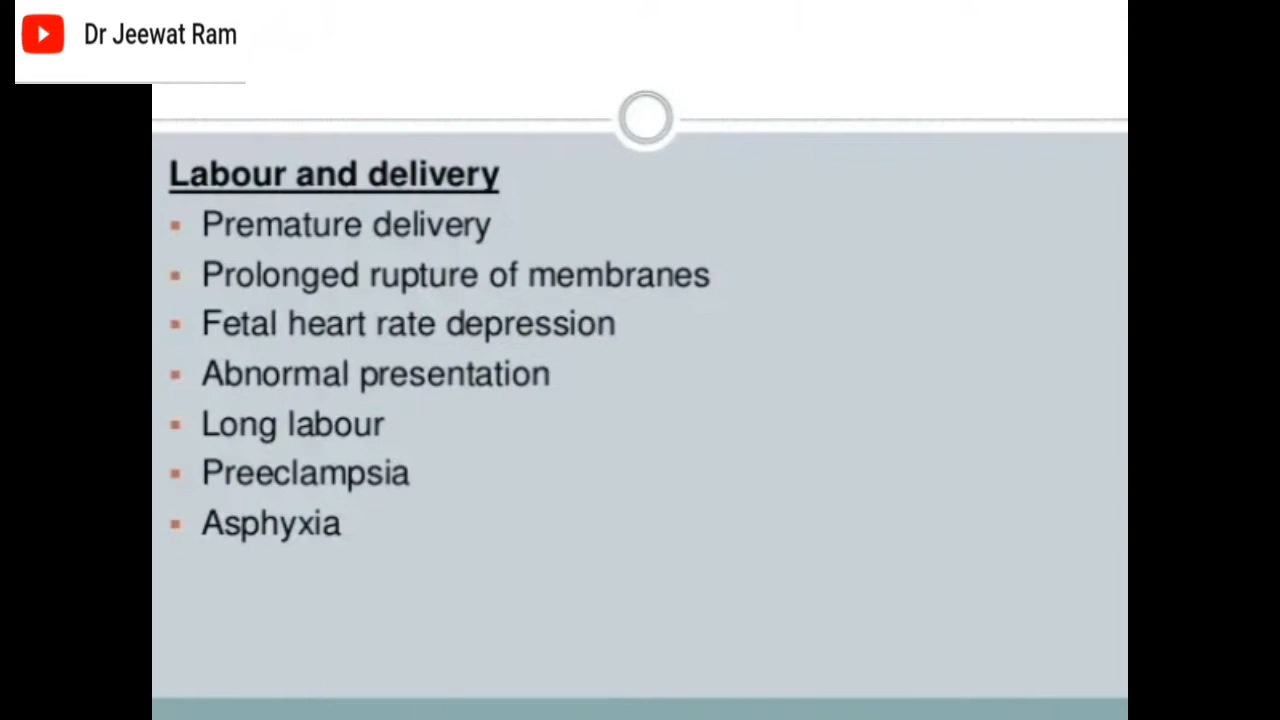 Dr Jeewat Ram
Labour and delivery
Premature delivery
Prolonged rupture of membranes
Fetal heart rate depression
Abnormal presentation
Long labour
Preeclampsia
Asphyxia